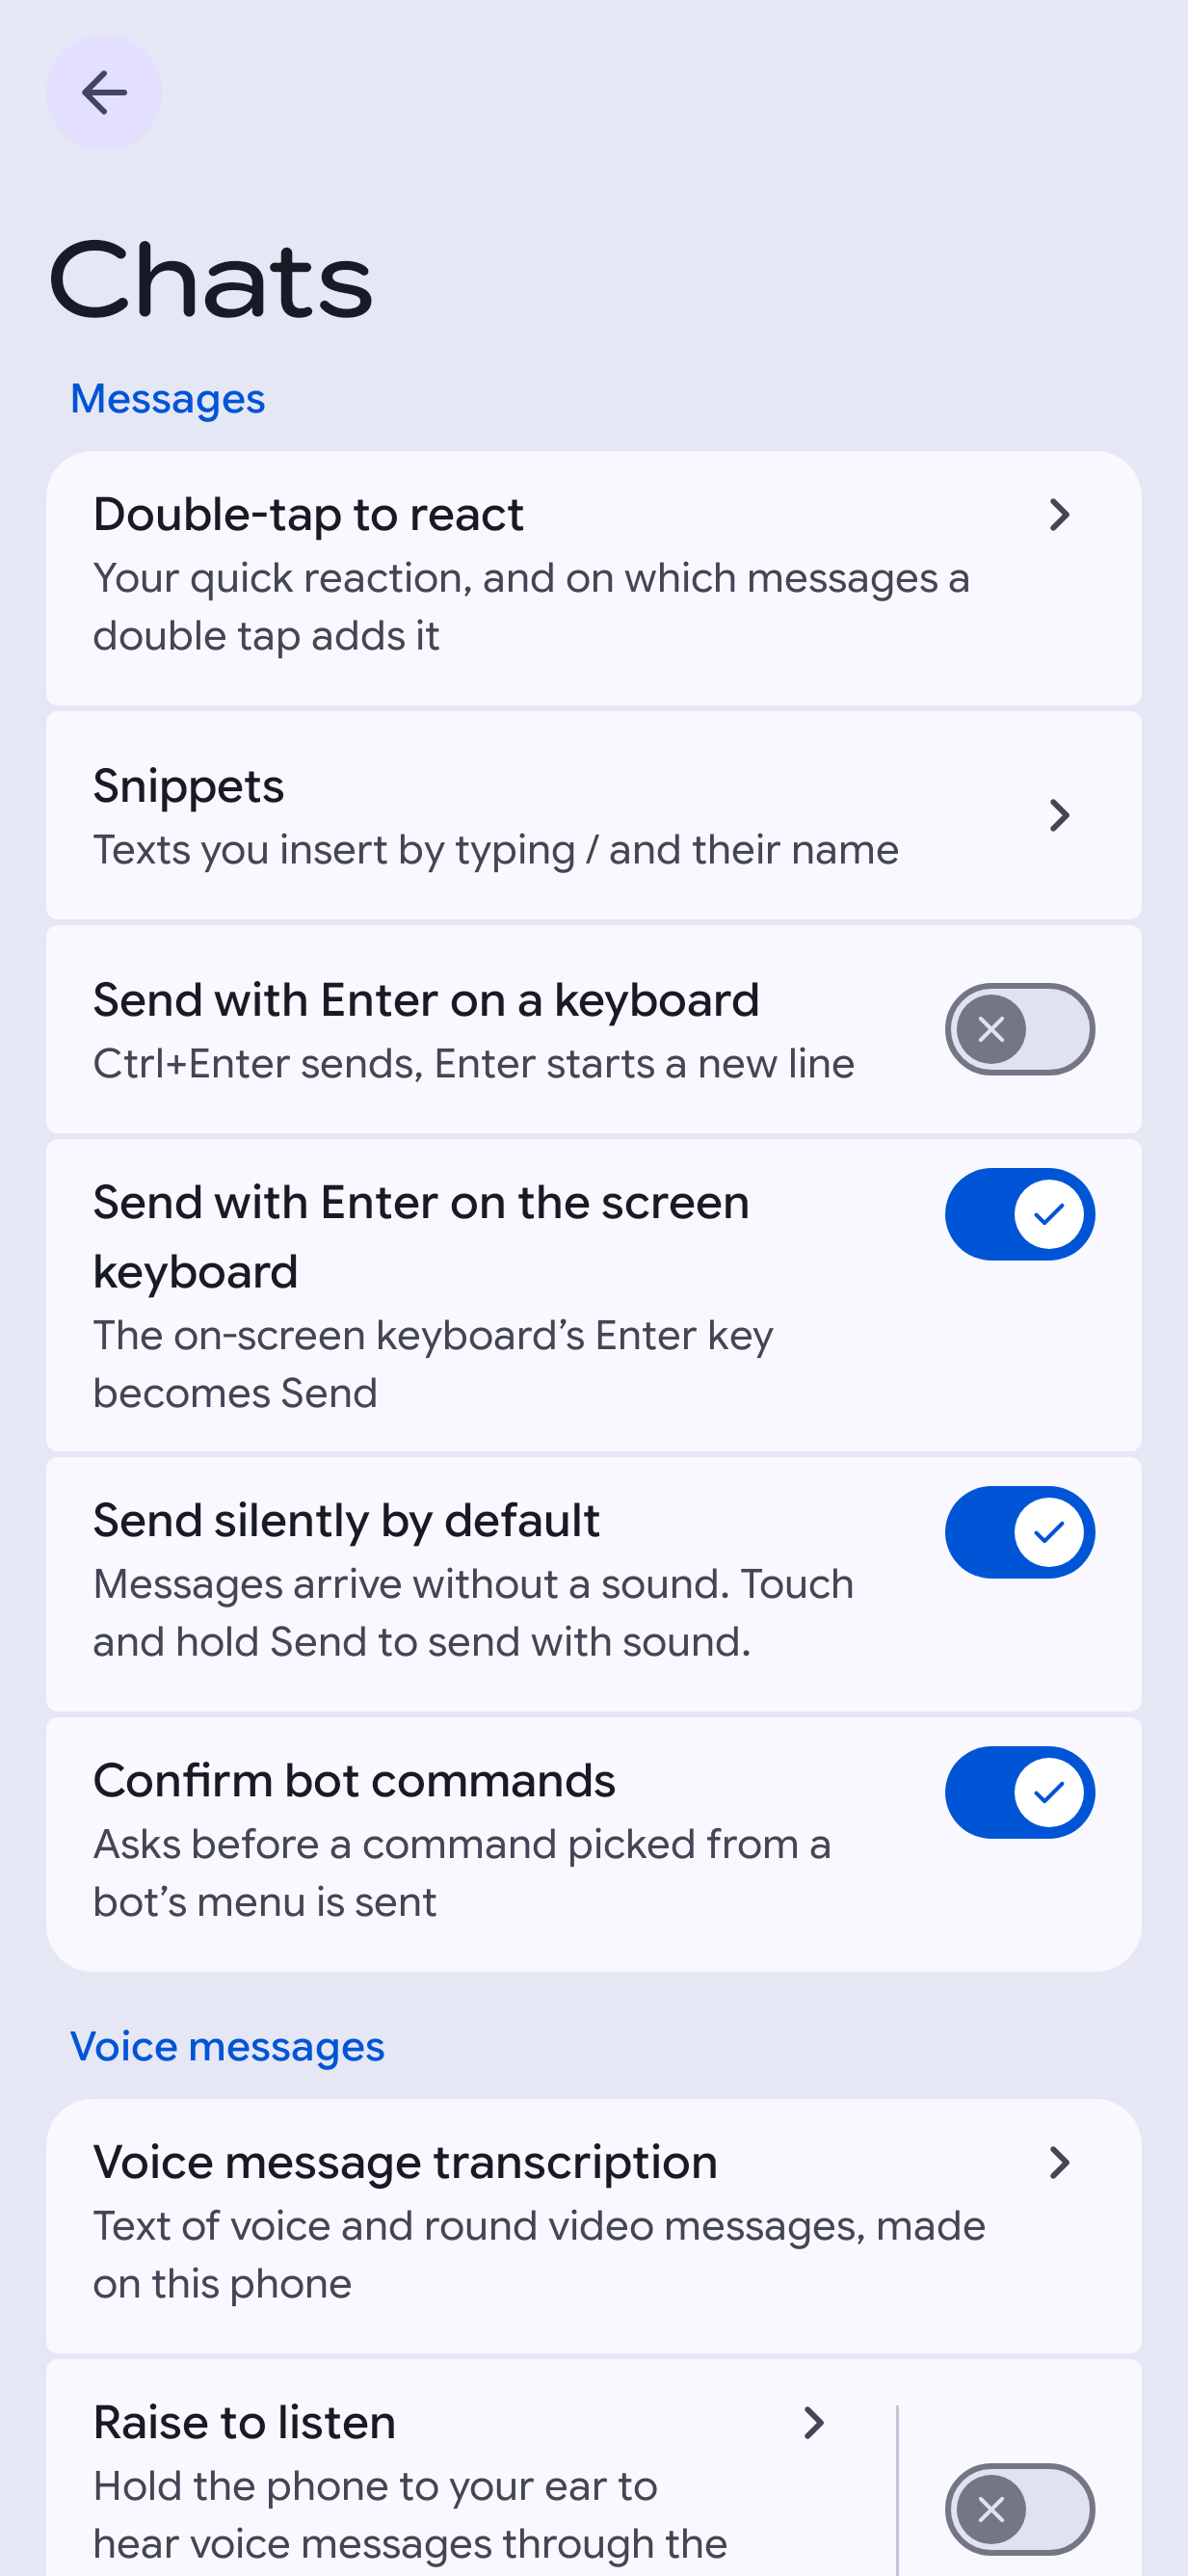 Chats
Messages
Double-tap to react
Your quick reaction, and on which messages a
double tap adds it
Snippets
Texts you insert by typing / and their name
Send with Enter on a keyboard
Ctrl+Enter sends, Enter starts a new line
Send with Enter on the screen
keyboard
The on-screen keyboard’s Enter key
becomes Send
Send silently by default
Messages arrive without a sound. Touch
and hold Send to send with sound.
Confirm bot commands
Asks before a command picked from a
bot’s menu is sent
Voice messages
Voice message transcription
Text of voice and round video messages, made
on this phone
Raise to listen
Hold the phone to your ear to
hear voice messages through the